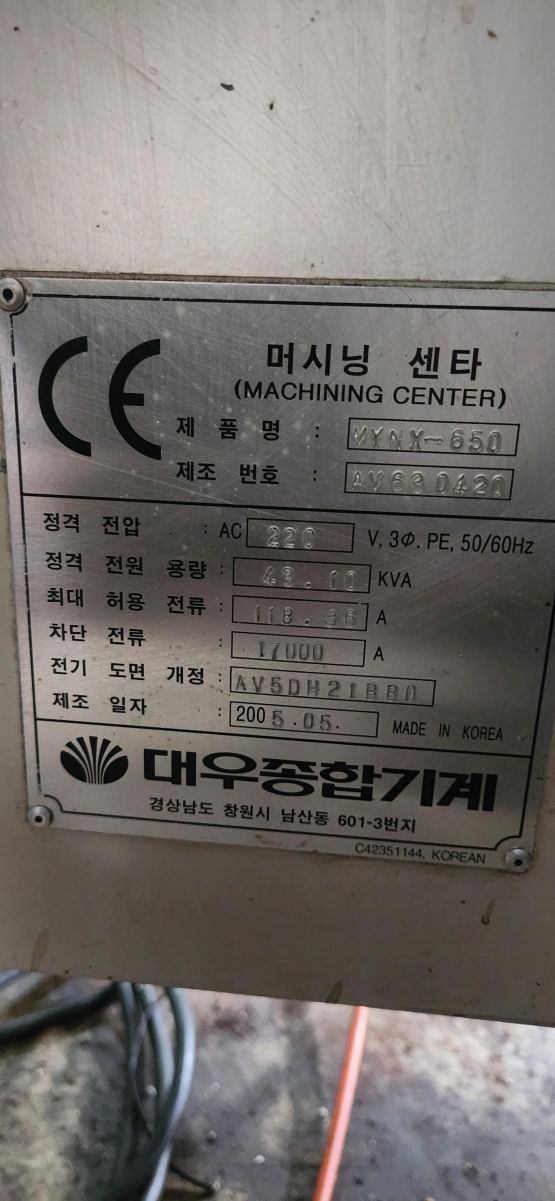 CE
머시닝 센타
(MACHINING CENTER)
제 품 명 : MYNX-650
제조 번호 : AV630420
정격 전압 : AC 220 V, 3Φ. PE, 50/60Hz
정격 전원 용량 : 43.10 KVA
최대 허용 전류 : 118.36 A
차단 전류 : 17000 A
전기 도면 개정 : AV5DH21BB0
제조 일자 : 2005.05. MADE IN KOREA
대우종합기계
경상남도 창원시 남산동 601-3번지
C42351144, KOREAN